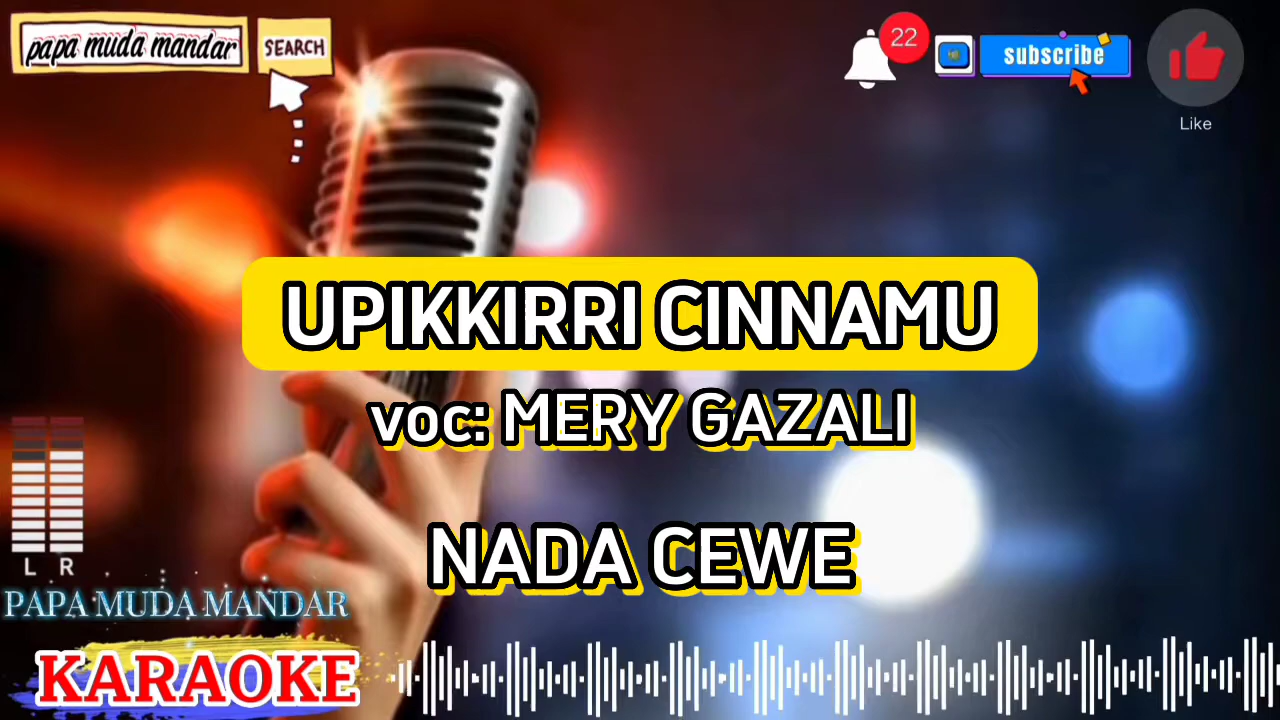 papa muda mandar
SEARCH
22
subscribe
Like
UPIKKIRRI CINNAMU
voc: MERY GAZALI
NADA CEWE
L R
PAPA MUDA MANDAR
KARAOKE